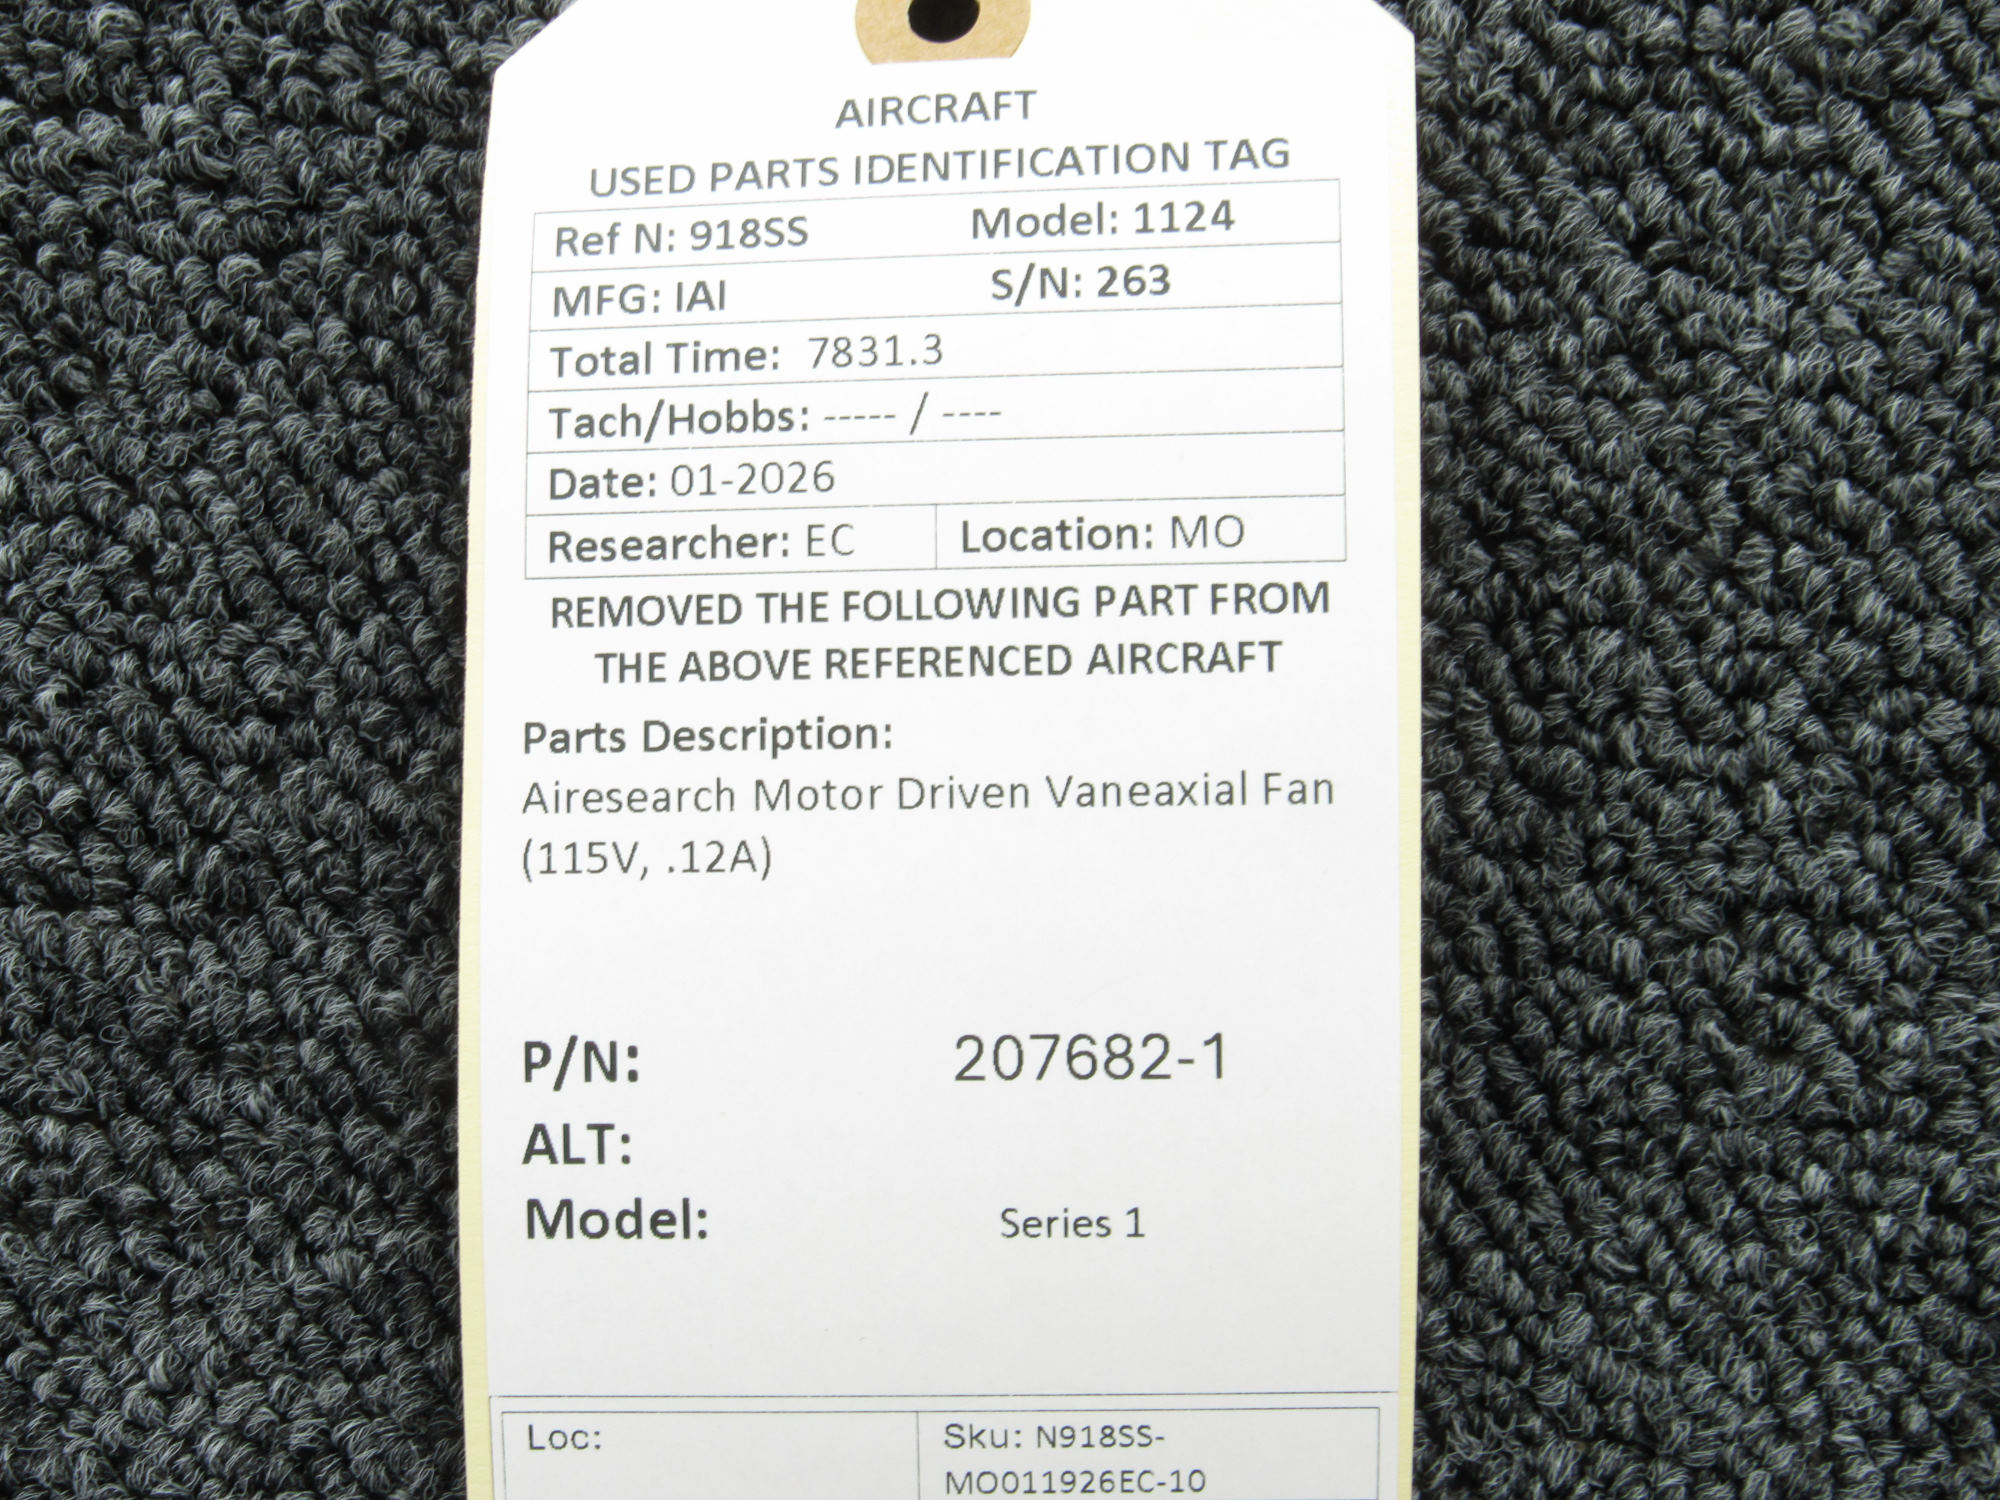 AIRCRAFT
USED PARTS IDENTIFICATION TAG
Ref N: 918SS Model: 1124
MFG: IAI S/N: 263
Total Time: 7831.3
Tach/Hobbs: ----- / ----
Date: 01-2026
Researcher: EC Location: MO
REMOVED THE FOLLOWING PART FROM
THE ABOVE REFERENCED AIRCRAFT
Parts Description:
Airesearch Motor Driven Vaneaxial Fan
(115V, .12A)
P/N: 207682-1
ALT:
Model: Series 1
Loc: Sku: N918SS-
MO011926EC-10